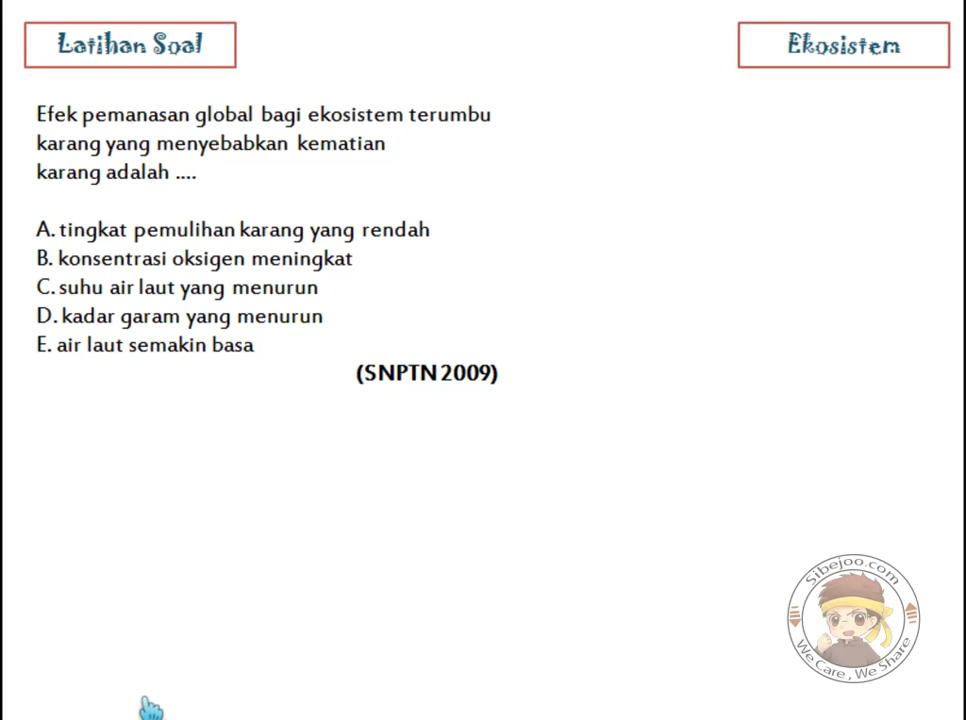 Latihan Soal
Ekosistem
Efek pemanasan global bagi ekosistem terumbu
karang yang menyebabkan kematian
karang adalah ....
A. tingkat pemulihan karang yang rendah
B. konsentrasi oksigen meningkat
C. suhu air laut yang menurun
D. kadar garam yang menurun
E. air laut semakin basa
(SNPTN 2009)
Sibejoo.com
We Care, We Share